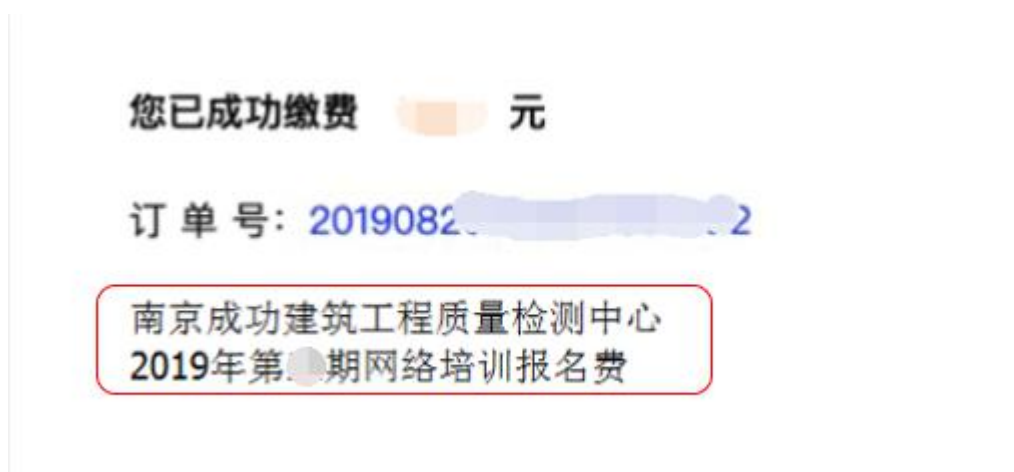 您已成功缴费 元
订 单 号：2019082 2
南京成功建筑工程质量检测中心
2019年第 期网络培训报名费